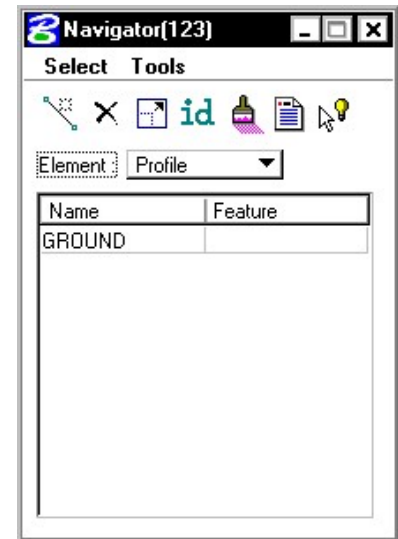 Navigator(123)
Select Tools
id
Element : Profile
Name Feature
GROUND